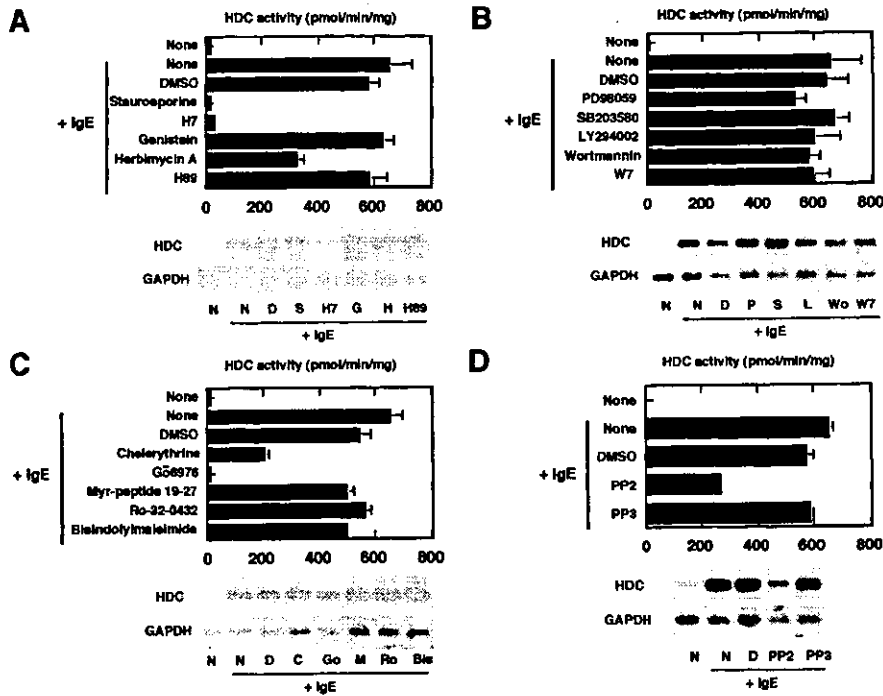 A
HDC activity (pmol/min/mg)
None
None
DMSO
Staurosporine
H7
Genistein
Herbimycin A
H89
+ IgE
0 200 400 600 800
HDC
GAPDH
N N D S H7 G H H89
+ IgE
B
HDC activity (pmol/min/mg)
None
None
DMSO
PD98059
SB203580
LY294002
Wortmannin
W7
+ IgE
0 200 400 600 800
HDC
GAPDH
N N D P S L Wo W7
+ IgE
C
HDC activity (pmol/min/mg)
None
None
DMSO
Chelerythrine
Gö6976
Myr-peptide 19-27
Ro-32-0432
Bisindolylmaleimide
+ IgE
0 200 400 600 800
HDC
GAPDH
N N D C Go M Ro Bis
+ IgE
D
HDC activity (pmol/min/mg)
None
None
DMSO
PP2
PP3
+ IgE
0 200 400 600 800
HDC
GAPDH
N N D PP2 PP3
+ IgE